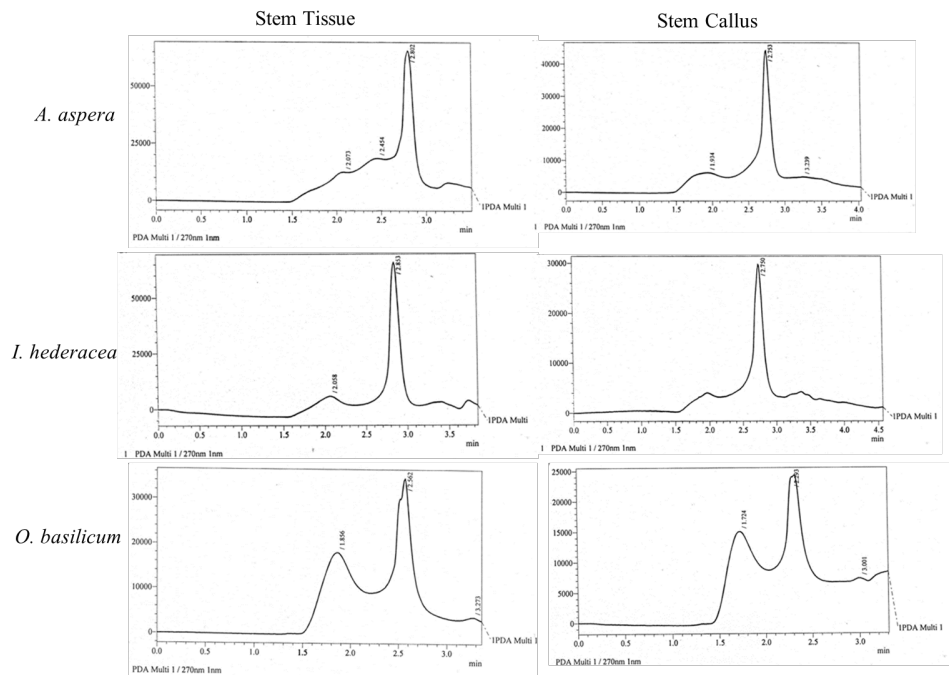 Stem Tissue
Stem Callus
A. aspera
50000
25000
0
/ 2.073
/ 2.454
/ 2.802
0.0 0.5 1.0 1.5 2.0 2.5 3.0
min
1PDA Multi 1
PDA Multi 1 / 270nm 1nm
40000
30000
20000
10000
0
/ 1.934
/ 2.753
/ 3.239
0.0 0.5 1.0 1.5 2.0 2.5 3.0 3.5 4.0
min
1PDA Multi 1
1 PDA Multi 1 / 270nm 1nm
I. hederacea
50000
25000
0
/ 2.058
/ 2.853
0.0 0.5 1.0 1.5 2.0 2.5 3.0 3.5
min
1PDA Multi
1 PDA Multi 1 / 270nm 1nm
30000
20000
10000
0
/ 2.750
0.0 0.5 1.0 1.5 2.0 2.5 3.0 3.5 4.0 4.5
min
1PDA Multi 1
1 PDA Multi 1 / 270nm 1nm
O. basilicum
30000
20000
10000
0
/ 1.856
/ 2.562
/ 3.273
0.0 0.5 1.0 1.5 2.0 2.5 3.0
min
1PDA Multi 1
PDA Multi 1 / 270nm 1nm
25000
20000
15000
10000
5000
0
/ 1.724
/ 3.001
0.0 0.5 1.0 1.5 2.0 2.5 3.0
min
1PDA Multi 1
PDA Multi 1 / 270nm 1nm